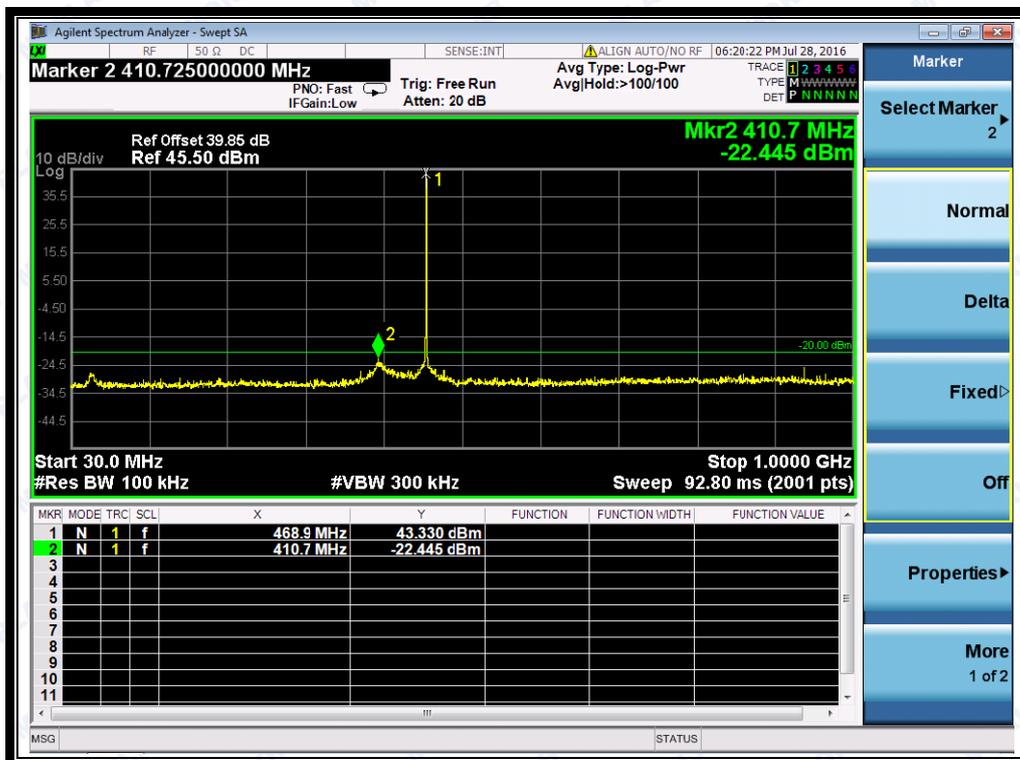 Agilent Spectrum Analyzer - Swept SA
LXI RF 50 Ω DC SENSE:INT ALIGN AUTO/NO RF 06:20:22 PM Jul 28, 2016
Marker 2 410.725000000 MHz
PNO: Fast
IFGain:Low
Trig: Free Run
Atten: 20 dB
Avg Type: Log-Pwr
Avg|Hold:>100/100
TRACE 1 2 3 4 5 6
TYPE M WWWWW
DET P N N N N N
Ref Offset 39.85 dB
10 dB/div Ref 45.50 dBm
Log
Mkr2 410.7 MHz
-22.445 dBm
35.5
25.5
15.5
5.50
-4.50
-14.5
-24.5
-34.5
-44.5
1
2
-20.00 dBm
Start 30.0 MHz Stop 1.0000 GHz
#Res BW 100 kHz #VBW 300 kHz Sweep 92.80 ms (2001 pts)
MKR MODE TRC SCL X Y FUNCTION FUNCTION WIDTH FUNCTION VALUE
1 N 1 f 468.9 MHz 43.330 dBm
2 N 1 f 410.7 MHz -22.445 dBm
3
4
5
6
7
8
9
10
11
MSG STATUS
Marker
Select Marker
2
Normal
Delta
Fixed
Off
Properties
More
1 of 2